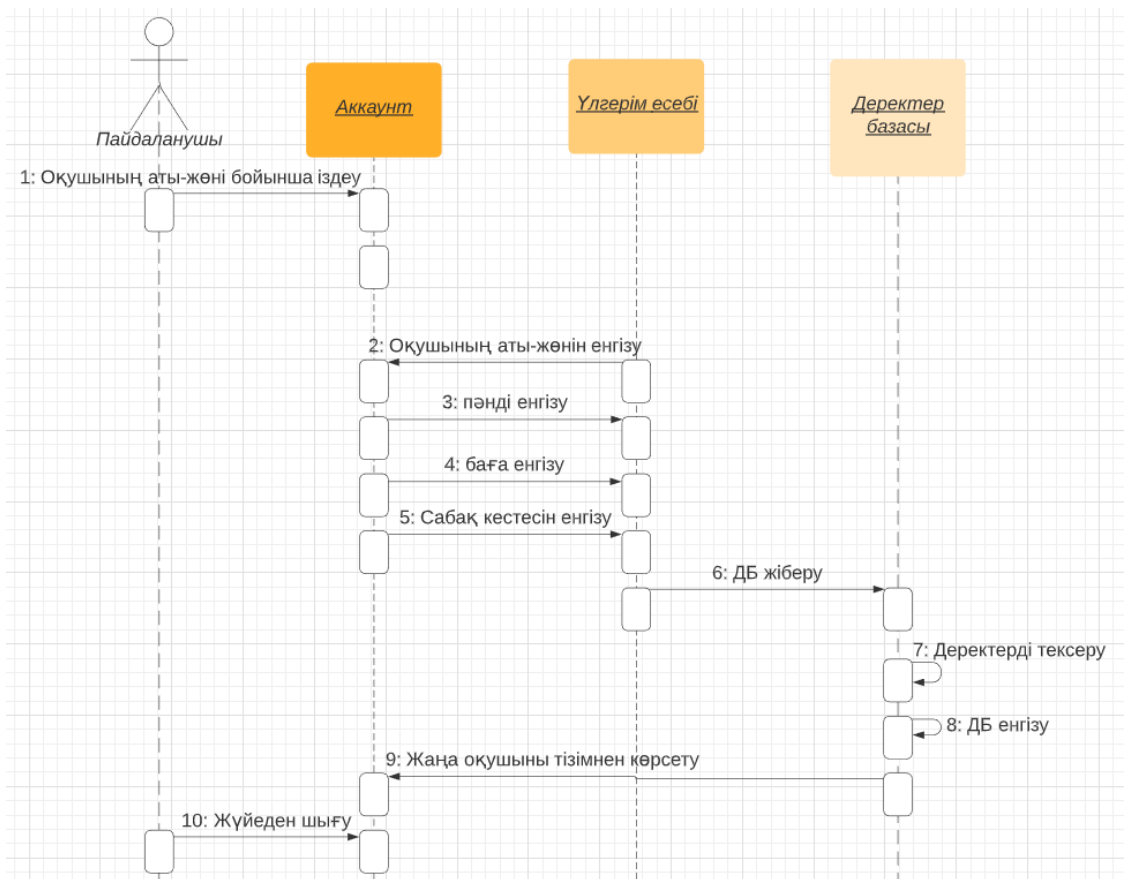 Пайдаланушы
Аккаунт
Үлгерім есебі
Деректер
базасы
1: Оқушының аты-жөні бойынша іздеу
2: Оқушының аты-жөнін енгізу
3: пәнді енгізу
4: баға енгізу
5: Сабақ кестесін енгізу
6: ДБ жіберу
7: Деректерді тексеру
8: ДБ енгізу
9: Жаңа оқушыны тізімнен көрсету
10: Жүйеден шығу